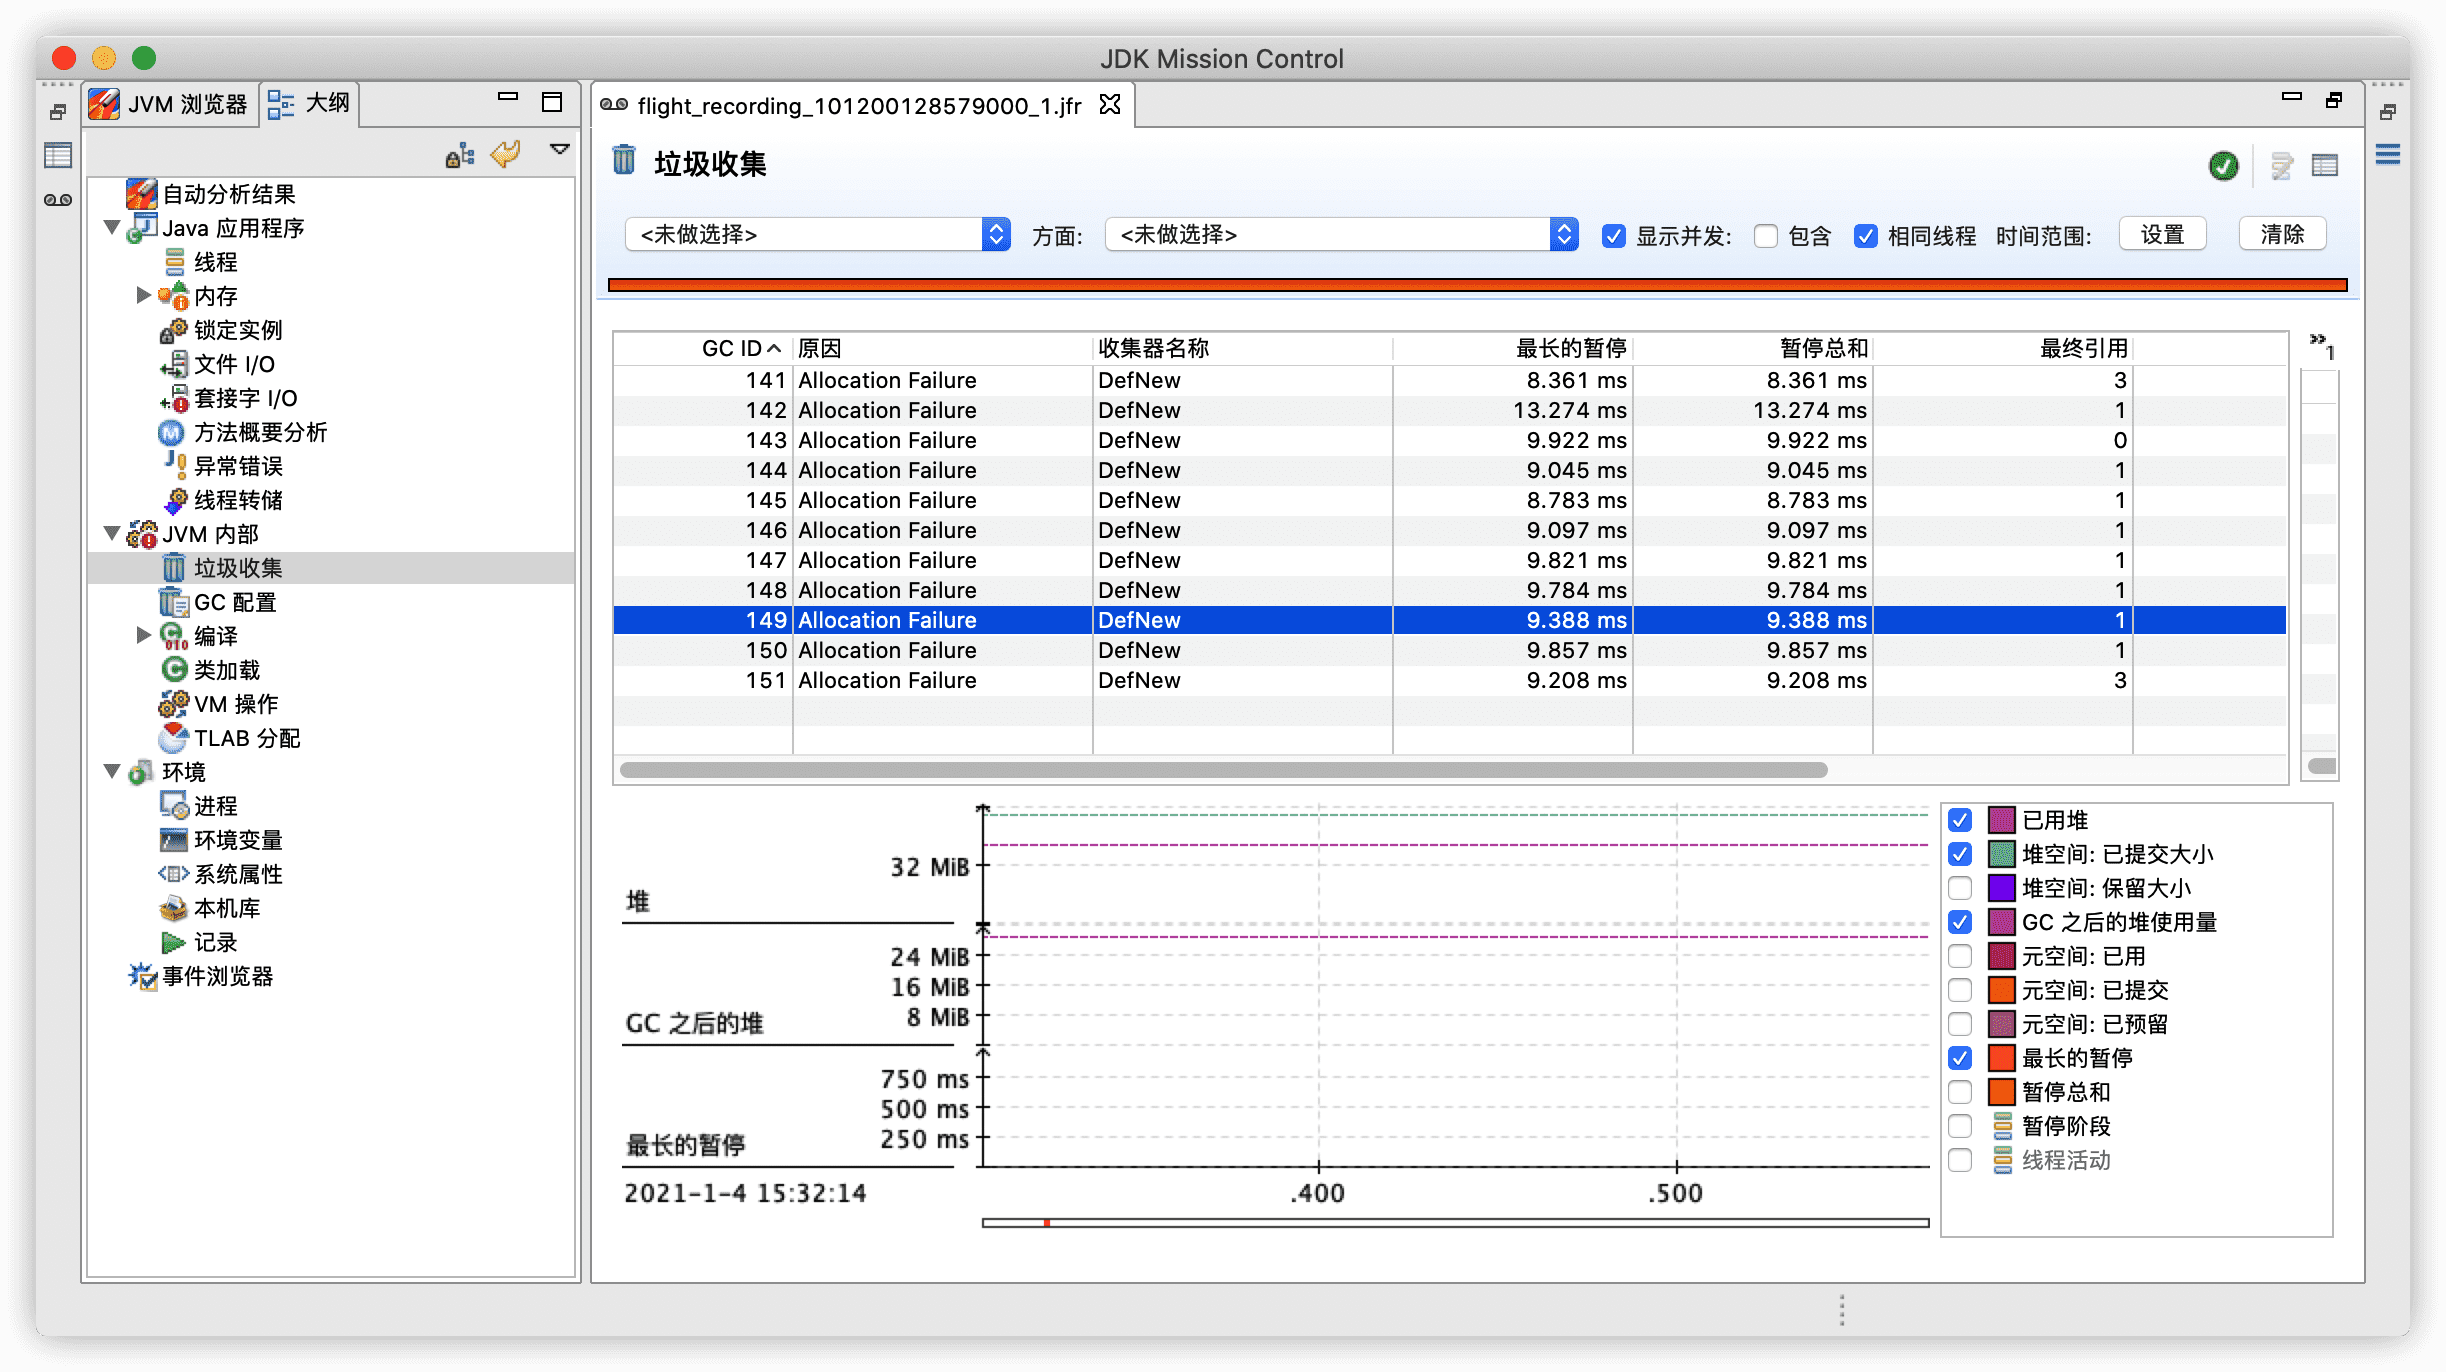 JDK Mission Control
JVM 浏览器 大纲
自动分析结果
Java 应用程序
线程
内存
锁定实例
文件 I/O
套接字 I/O
方法概要分析
异常错误
线程转储
JVM 内部
垃圾收集
GC 配置
编译
类加载
VM 操作
TLAB 分配
环境
进程
环境变量
系统属性
本机库
记录
事件浏览器
flight_recording_101200128579000_1.jfr
垃圾收集
<未做选择> 方面: <未做选择> 显示并发: 包含 相同线程 时间范围: 设置 清除
GC ID 原因 收集器名称 最长的暂停 暂停总和 最终引用 »1
141 Allocation Failure DefNew 8.361 ms 8.361 ms 3
142 Allocation Failure DefNew 13.274 ms 13.274 ms 1
143 Allocation Failure DefNew 9.922 ms 9.922 ms 0
144 Allocation Failure DefNew 9.045 ms 9.045 ms 1
145 Allocation Failure DefNew 8.783 ms 8.783 ms 1
146 Allocation Failure DefNew 9.097 ms 9.097 ms 1
147 Allocation Failure DefNew 9.821 ms 9.821 ms 1
148 Allocation Failure DefNew 9.784 ms 9.784 ms 1
149 Allocation Failure DefNew 9.388 ms 9.388 ms 1
150 Allocation Failure DefNew 9.857 ms 9.857 ms 1
151 Allocation Failure DefNew 9.208 ms 9.208 ms 3
32 MiB
堆
24 MiB
16 MiB
8 MiB
GC 之后的堆
750 ms
500 ms
250 ms
最长的暂停
2021-1-4 15:32:14 .400 .500
已用堆
堆空间: 已提交大小
堆空间: 保留大小
GC 之后的堆使用量
元空间: 已用
元空间: 已提交
元空间: 已预留
最长的暂停
暂停总和
暂停阶段
线程活动